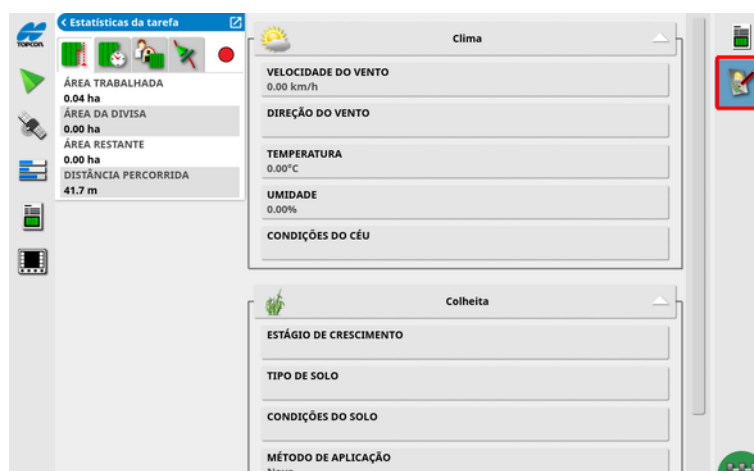 TOPCON
< Estatísticas da tarefa
ÁREA TRABALHADA
0.04 ha
ÁREA DA DIVISA
0.00 ha
ÁREA RESTANTE
0.00 ha
DISTÂNCIA PERCORRIDA
41.7 m
Clima
VELOCIDADE DO VENTO
0.00 km/h
DIREÇÃO DO VENTO
TEMPERATURA
0.00°C
UMIDADE
0.00%
CONDIÇÕES DO CÉU
Colheita
ESTÁGIO DE CRESCIMENTO
TIPO DE SOLO
CONDIÇÕES DO SOLO
MÉTODO DE APLICAÇÃO